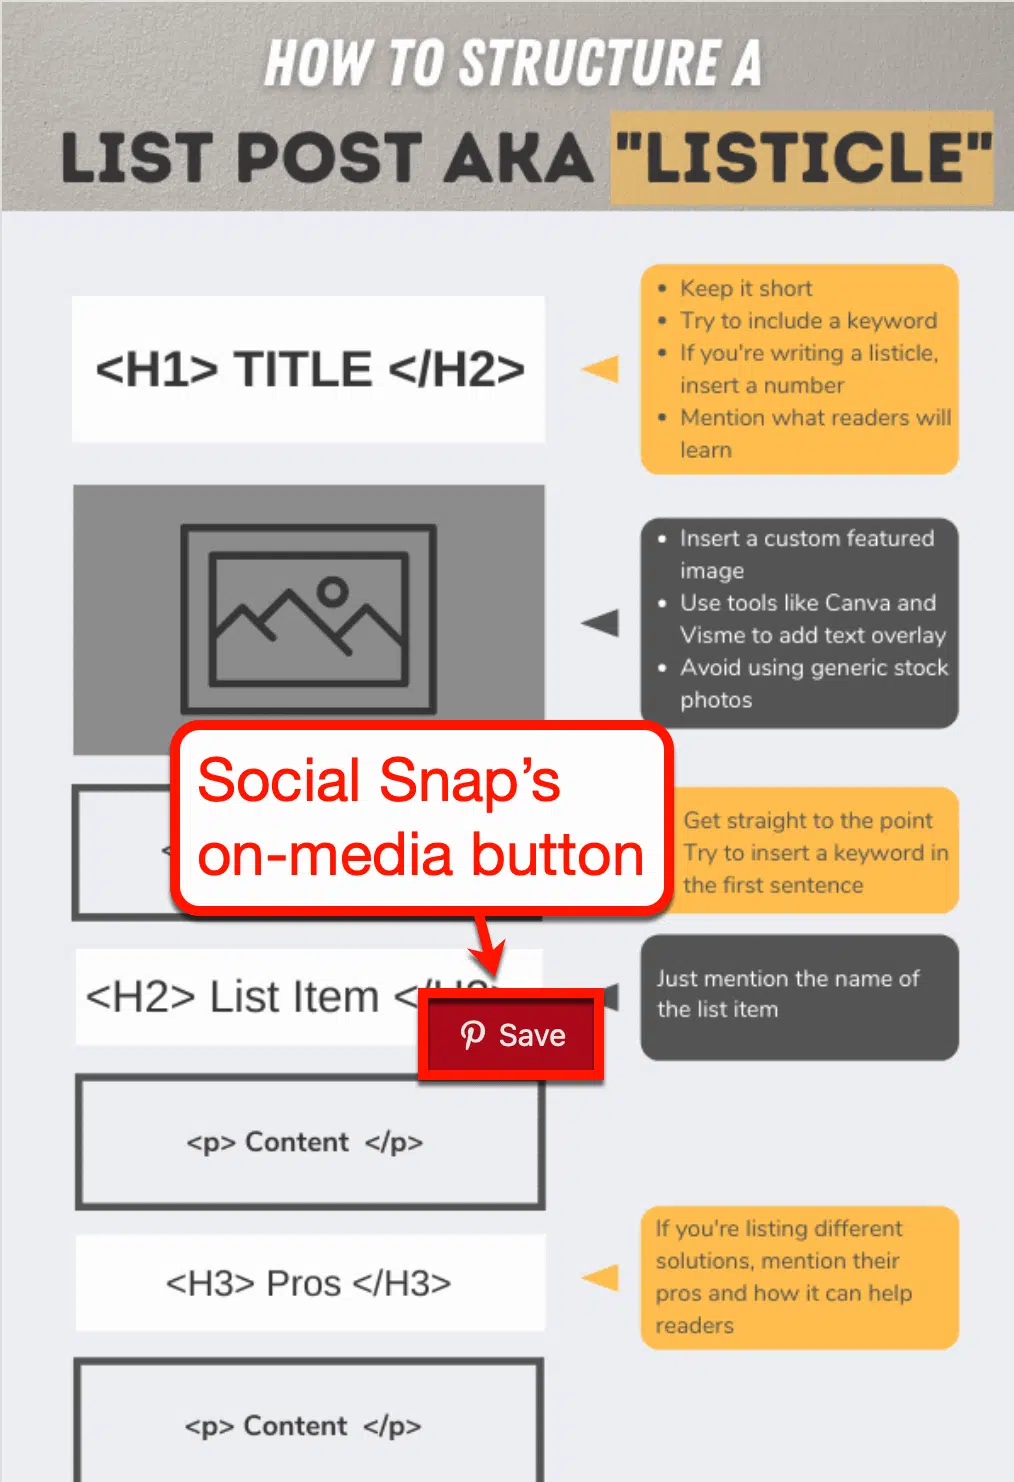 HOW TO STRUCTURE A
LIST POST AKA "LISTICLE"
<H1> TITLE </H2>
• Keep it short
• Try to include a keyword
• If you're writing a listicle,
insert a number
• Mention what readers will
learn
• Insert a custom featured
image
• Use tools like Canva and
Visme to add text overlay
• Avoid using generic stock
photos
Social Snap’s
on-media button
Get straight to the point
Try to insert a keyword in
the first sentence
<H2> List Item
Just mention the name of
the list item
Save
<p> Content </p>
<H3> Pros </H3>
If you're listing different
solutions, mention their
pros and how it can help
readers
<p> Content </p>